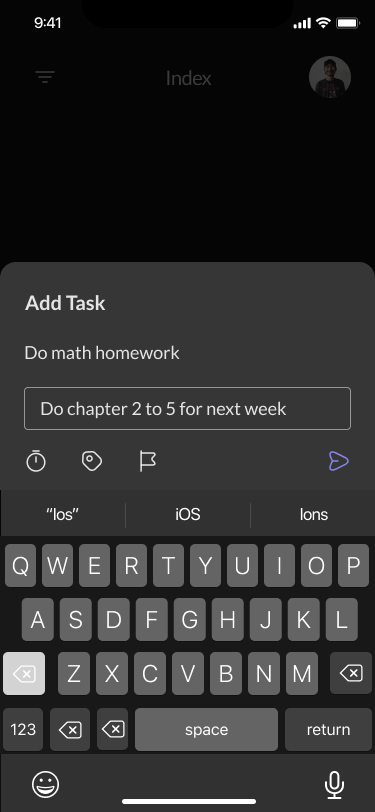 9:41
Index
Add Task
Do math homework
Do chapter 2 to 5 for next week
“Ios” iOS Ions
Q W E R T Y U I O P
A S D F G H J K L
Z X C V B N M
123 space return